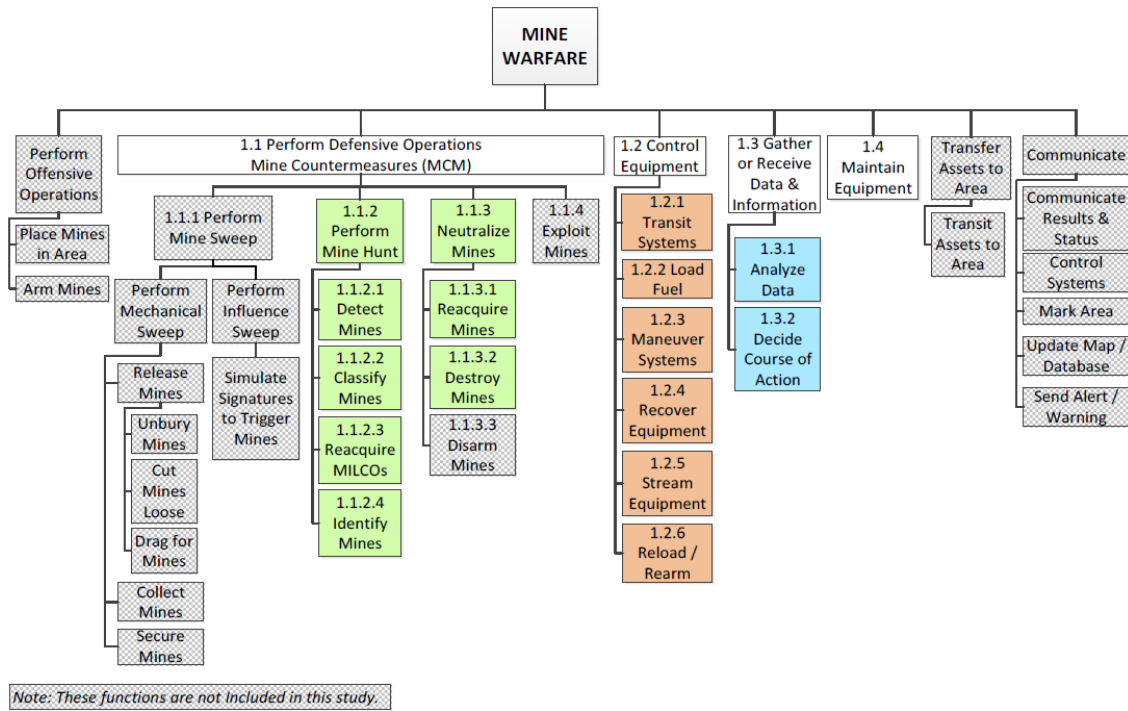 MINE
WARFARE
Perform
Offensive
Operations
Place Mines
in Area
Arm Mines
1.1 Perform Defensive Operations
Mine Countermeasures (MCM)
1.1.1 Perform
Mine Sweep
Perform
Mechanical
Sweep
Release
Mines
Unbury
Mines
Cut
Mines
Loose
Drag for
Mines
Collect
Mines
Secure
Mines
Perform
Influence
Sweep
Simulate
Signatures
to Trigger
Mines
1.1.2
Perform
Mine Hunt
1.1.2.1
Detect
Mines
1.1.2.2
Classify
Mines
1.1.2.3
Reacquire
MILCOs
1.1.2.4
Identify
Mines
1.1.3
Neutralize
Mines
1.1.3.1
Reacquire
Mines
1.1.3.2
Destroy
Mines
1.1.3.3
Disarm
Mines
1.1.4
Exploit
Mines
1.2 Control
Equipment
1.2.1
Transit
Systems
1.2.2 Load
Fuel
1.2.3
Maneuver
Systems
1.2.4
Recover
Equipment
1.2.5
Stream
Equipment
1.2.6
Reload /
Rearm
1.3 Gather
or Receive
Data &
Information
1.3.1
Analyze
Data
1.3.2
Decide
Course of
Action
1.4
Maintain
Equipment
Transfer
Assets to
Area
Transit
Assets to
Area
Communicate
Communicate
Results &
Status
Control
Systems
Mark Area
Update Map /
Database
Send Alert /
Warning
Note: These functions are not Included in this study.